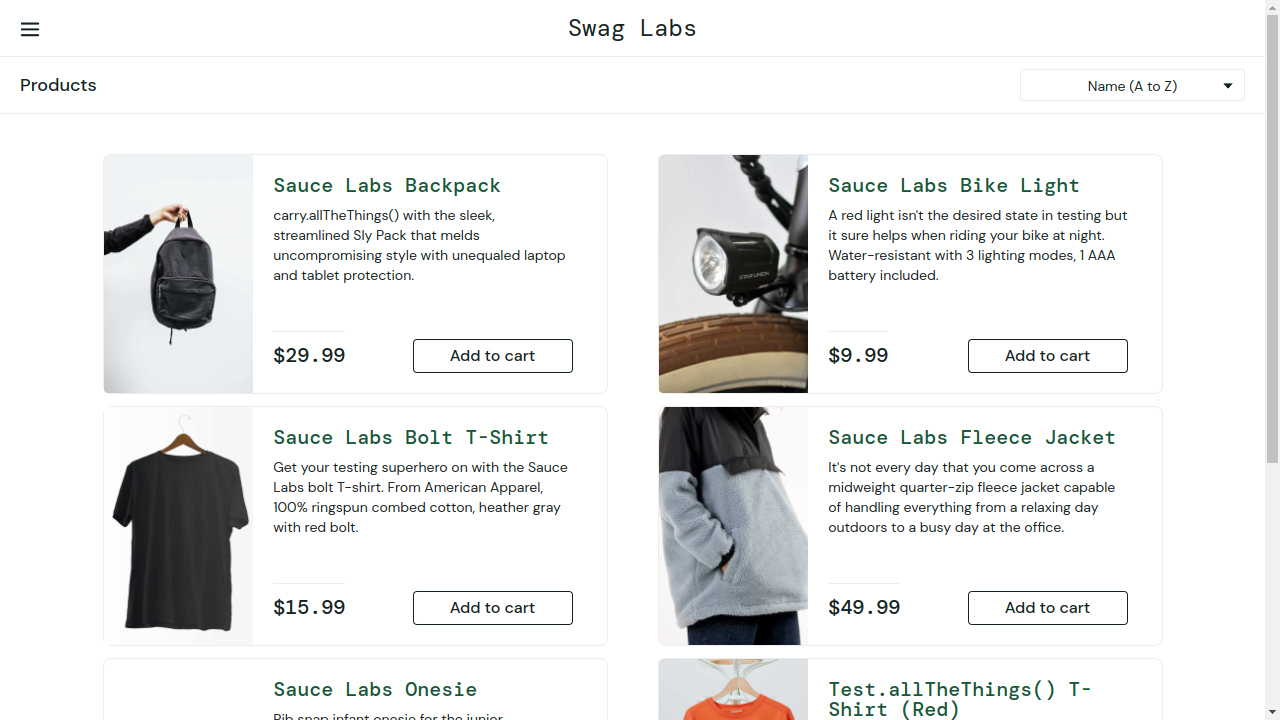 Swag Labs
Products
Name (A to Z)
Sauce Labs Backpack
carry.allTheThings() with the sleek,
streamlined Sly Pack that melds
uncompromising style with unequaled laptop
and tablet protection.
$29.99
Add to cart
Sauce Labs Bike Light
A red light isn't the desired state in testing but
it sure helps when riding your bike at night.
Water-resistant with 3 lighting modes, 1 AAA
battery included.
$9.99
Add to cart
Sauce Labs Bolt T-Shirt
Get your testing superhero on with the Sauce
Labs bolt T-shirt. From American Apparel,
100% ringspun combed cotton, heather gray
with red bolt.
$15.99
Add to cart
Sauce Labs Fleece Jacket
It's not every day that you come across a
midweight quarter-zip fleece jacket capable
of handling everything from a relaxing day
outdoors to a busy day at the office.
$49.99
Add to cart
Sauce Labs Onesie
Rib snap infant onesie for the junior
Test.allTheThings() T-
Shirt (Red)